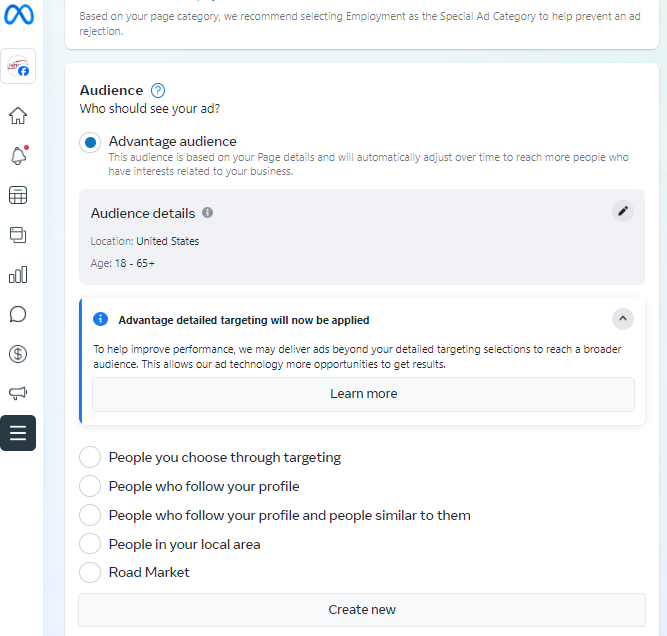 Based on your page category, we recommend selecting Employment as the Special Ad Category to help prevent an ad
rejection.
Audience
Who should see your ad?
Advantage audience
This audience is based on your Page details and will automatically adjust over time to reach more people who
have interests related to your business.
Audience details
Location: United States
Age: 18 - 65+
Advantage detailed targeting will now be applied
To help improve performance, we may deliver ads beyond your detailed targeting selections to reach a broader
audience. This allows our ad technology more opportunities to get results.
Learn more
People you choose through targeting
People who follow your profile
People who follow your profile and people similar to them
People in your local area
Road Market
Create new